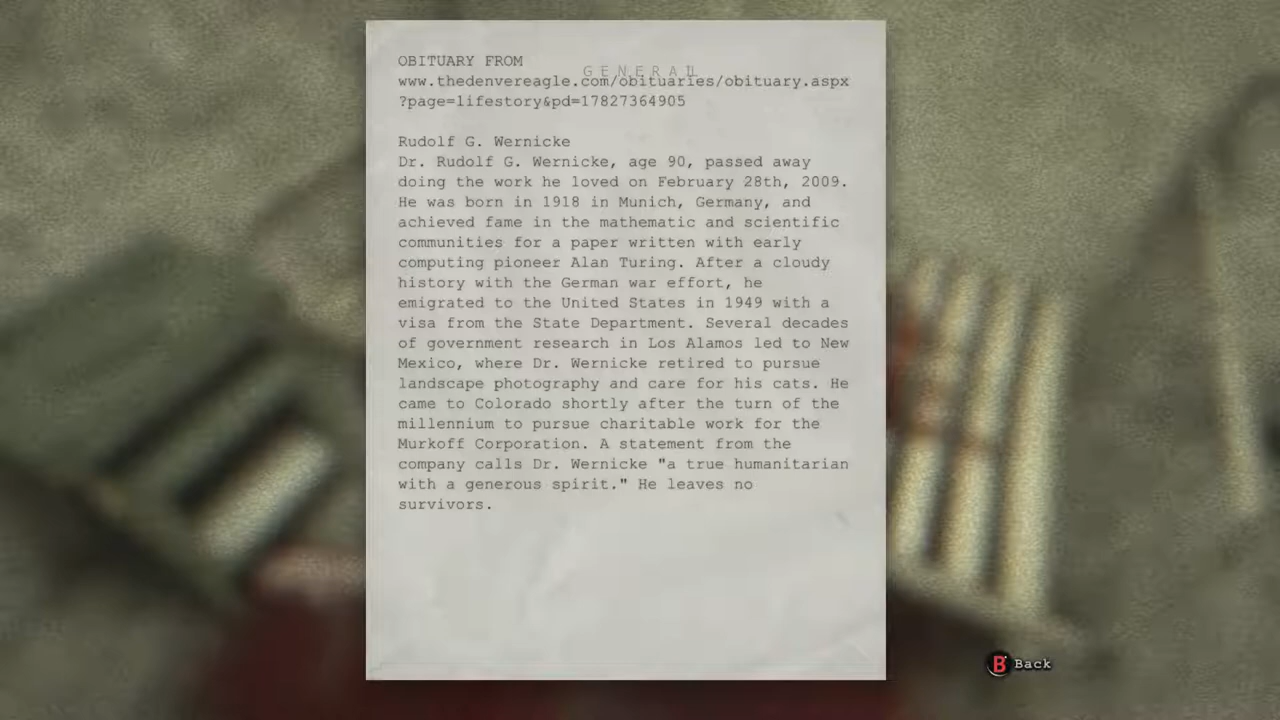 OBITUARY FROM
GENERAL
www.thedenvereagle.com/obituaries/obituary.aspx
?page=lifestory&pd=17827364905
Rudolf G. Wernicke
Dr. Rudolf G. Wernicke, age 90, passed away
doing the work he loved on February 28th, 2009.
He was born in 1918 in Munich, Germany, and
achieved fame in the mathematic and scientific
communities for a paper written with early
computing pioneer Alan Turing. After a cloudy
history with the German war effort, he
emigrated to the United States in 1949 with a
visa from the State Department. Several decades
of government research in Los Alamos led to New
Mexico, where Dr. Wernicke retired to pursue
landscape photography and care for his cats. He
came to Colorado shortly after the turn of the
millennium to pursue charitable work for the
Murkoff Corporation. A statement from the
company calls Dr. Wernicke "a true humanitarian
with a generous spirit." He leaves no
survivors.
B Back